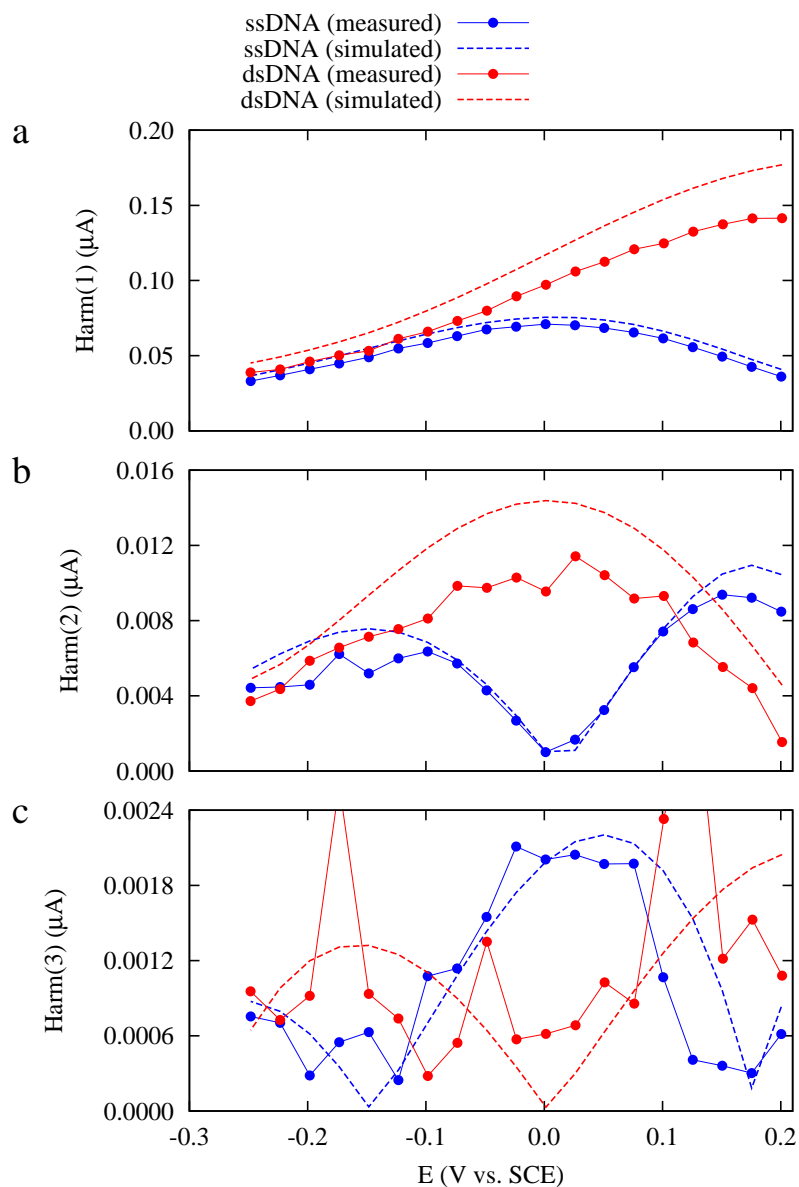 ssDNA (measured)
ssDNA (simulated)
dsDNA (measured)
dsDNA (simulated)
a
0.20
0.15
0.10
0.05
0.00
Harm(1) (μA)
b
0.016
0.012
0.008
0.004
0.000
Harm(2) (μA)
c
0.0024
0.0018
0.0012
0.0006
0.0000
Harm(3) (μA)
-0.3 -0.2 -0.1 0.0 0.1 0.2
E (V vs. SCE)